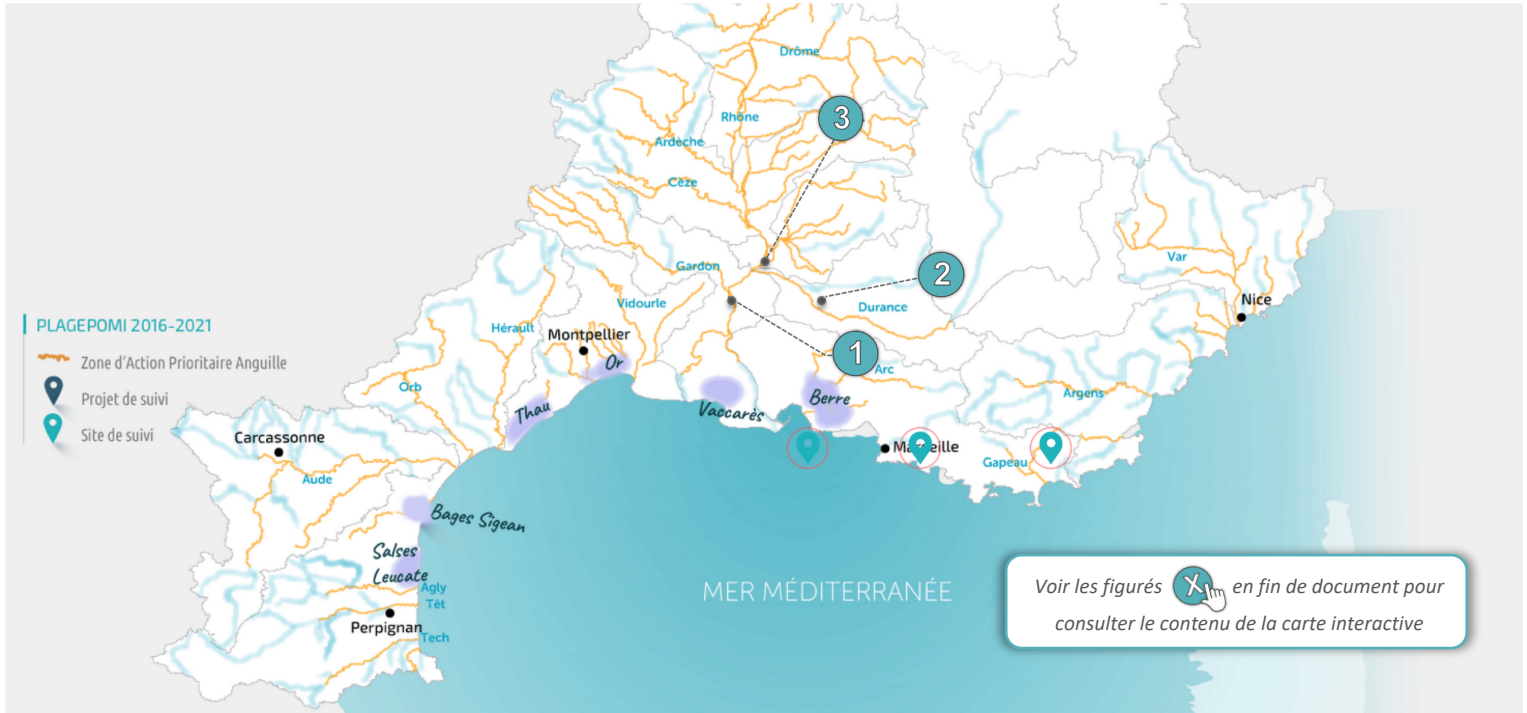 Drôme
3
Rhône
Ardèche
Cèze
Gardon
2
Var
Durance
Nice
Vidourle
PLAGEPOMI 2016-2021
Hérault
Montpellier
1
Zone d'Action Prioritaire Anguille
Or
Arc
Projet de suivi
Orb
Argens
Thau
Vaccarès
Berre
Site de suivi
Carcassonne
Marseille
Gapeau
Aude
Bages Sigean
Salses
Leucate
Agly
MER MÉDITERRANÉE
Têt
Perpignan
Tech
Voir les figurés X en fin de document pour
consulter le contenu de la carte interactive